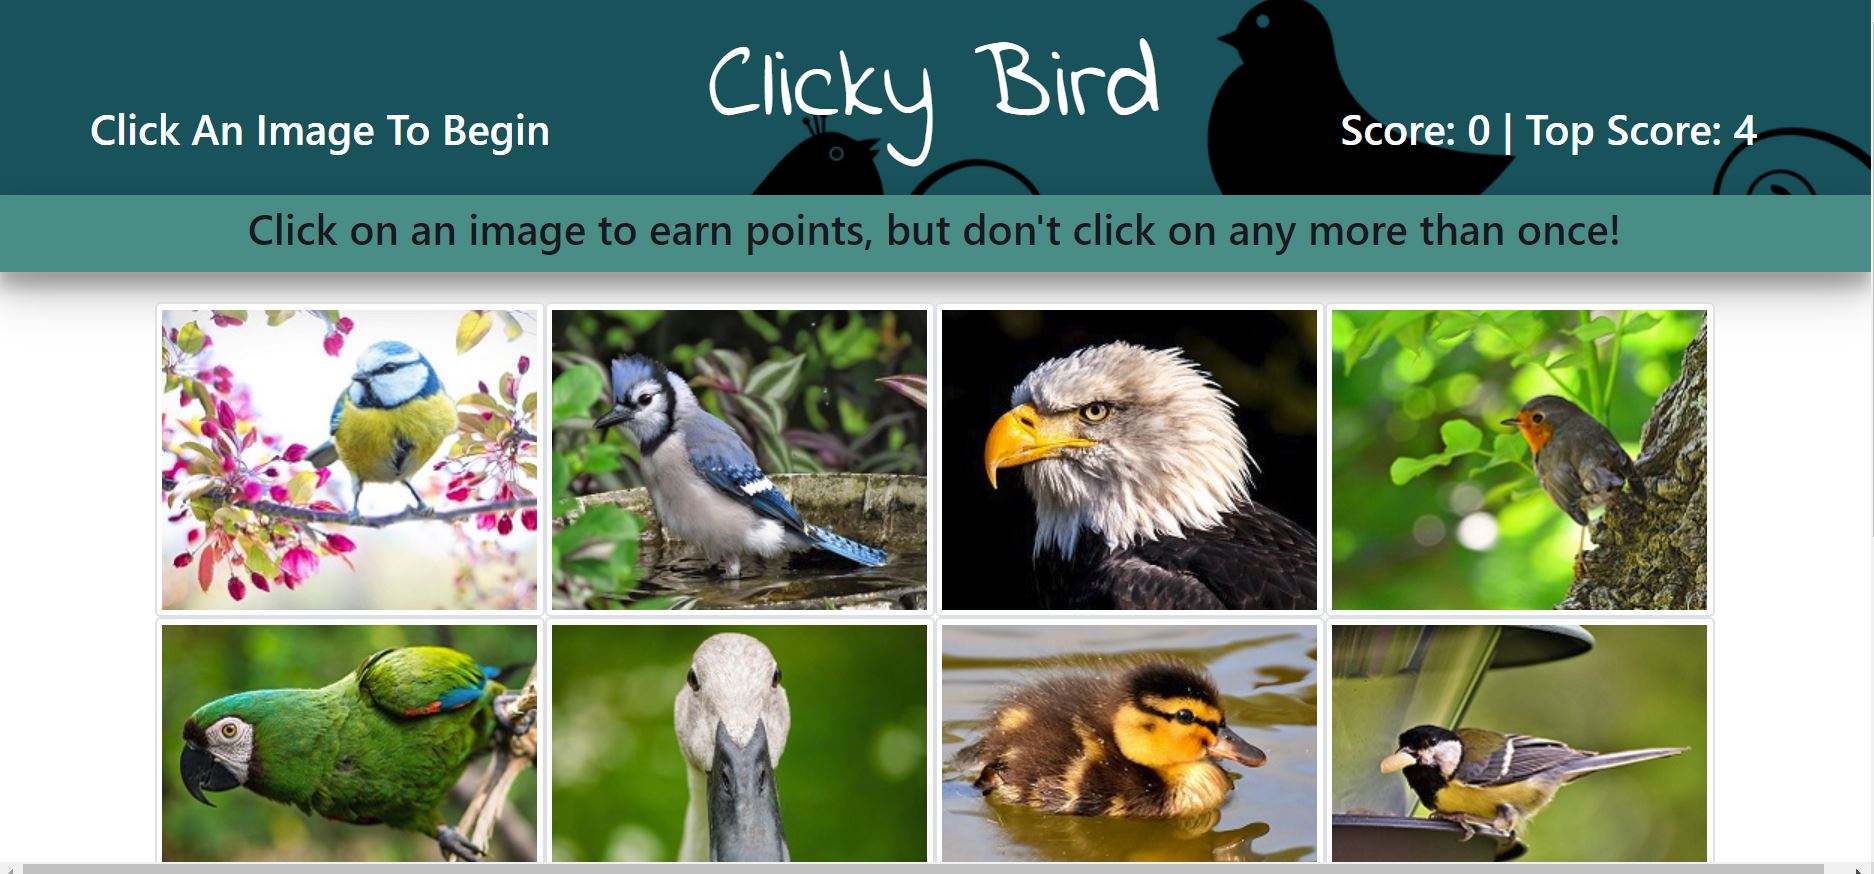 Clicky Bird
Click An Image To Begin
Score: 0 | Top Score: 4
Click on an image to earn points, but don't click on any more than once!